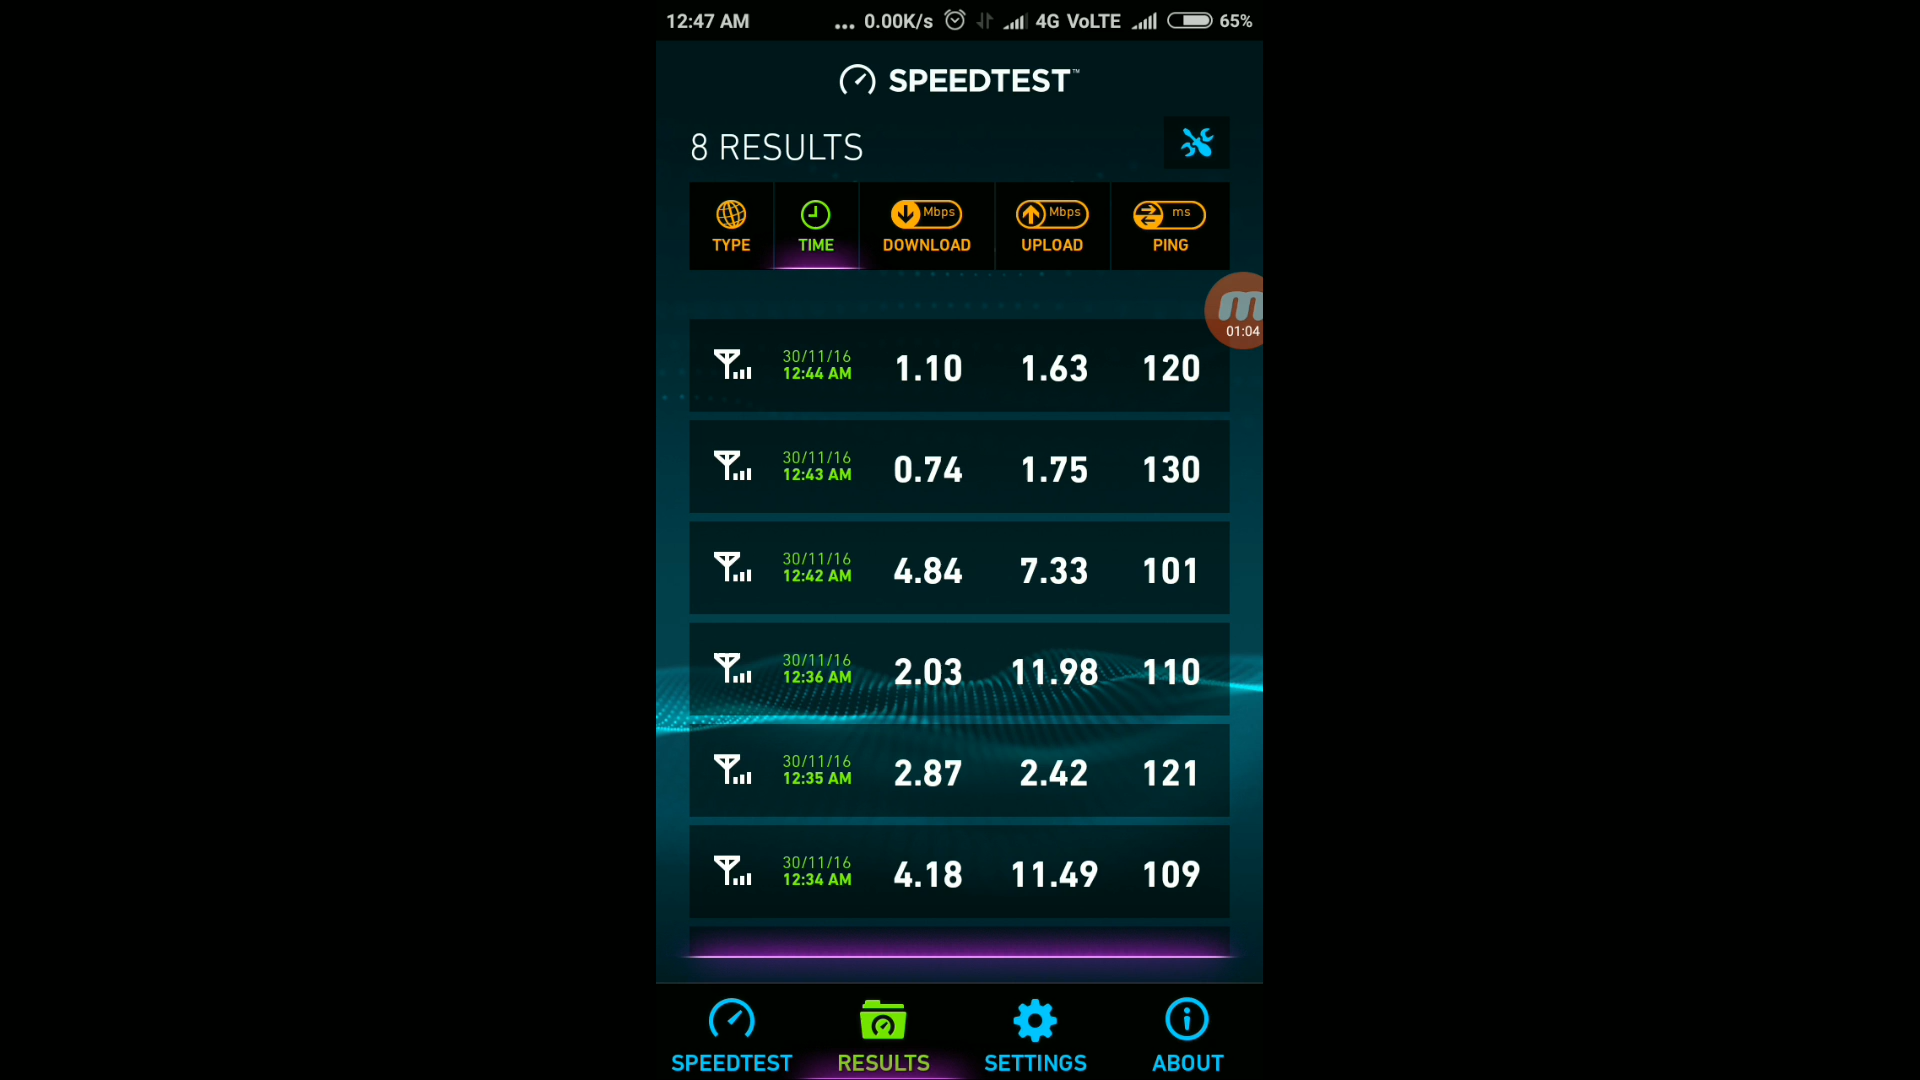 12:47 AM ... 0.00K/s 4G VoLTE 65%
SPEEDTEST™
8 RESULTS
Mbps Mbps ms
TYPE TIME DOWNLOAD UPLOAD PING
m
01:04
30/11/16
12:44 AM 1.10 1.63 120
30/11/16
12:43 AM 0.74 1.75 130
30/11/16
12:42 AM 4.84 7.33 101
30/11/16
12:36 AM 2.03 11.98 110
30/11/16
12:35 AM 2.87 2.42 121
30/11/16
12:34 AM 4.18 11.49 109
SPEEDTEST RESULTS SETTINGS ABOUT